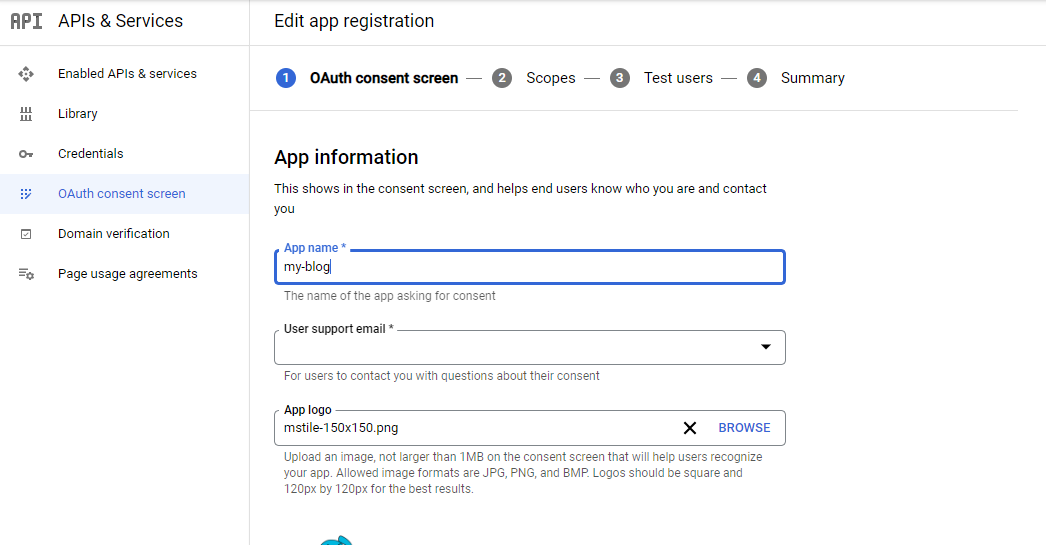 API APIs & Services
Edit app registration
Enabled APIs & services
Library
Credentials
OAuth consent screen
Domain verification
Page usage agreements
1 OAuth consent screen — 2 Scopes — 3 Test users — 4 Summary
App information
This shows in the consent screen, and helps end users know who you are and contact
you
App name *
my-blog
The name of the app asking for consent
User support email *
For users to contact you with questions about their consent
App logo
mstile-150x150.png BROWSE
Upload an image, not larger than 1MB on the consent screen that will help users recognize
your app. Allowed image formats are JPG, PNG, and BMP. Logos should be square and
120px by 120px for the best results.